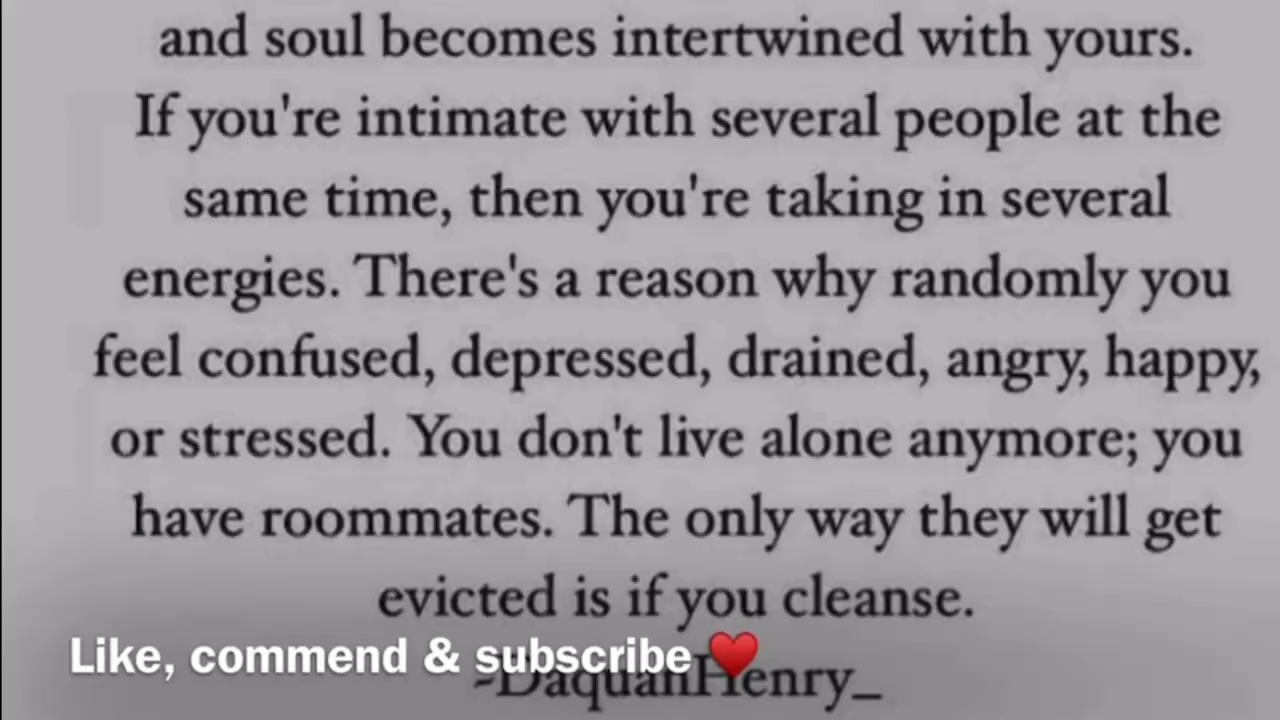 and soul becomes intertwined with yours.
If you're intimate with several people at the
same time, then you're taking in several
energies. There's a reason why randomly you
feel confused, depressed, drained, angry, happy,
or stressed. You don't live alone anymore; you
have roommates. The only way they will get
evicted is if you cleanse.
Like, commend & subscribe ♥️
-DaquanHenry_